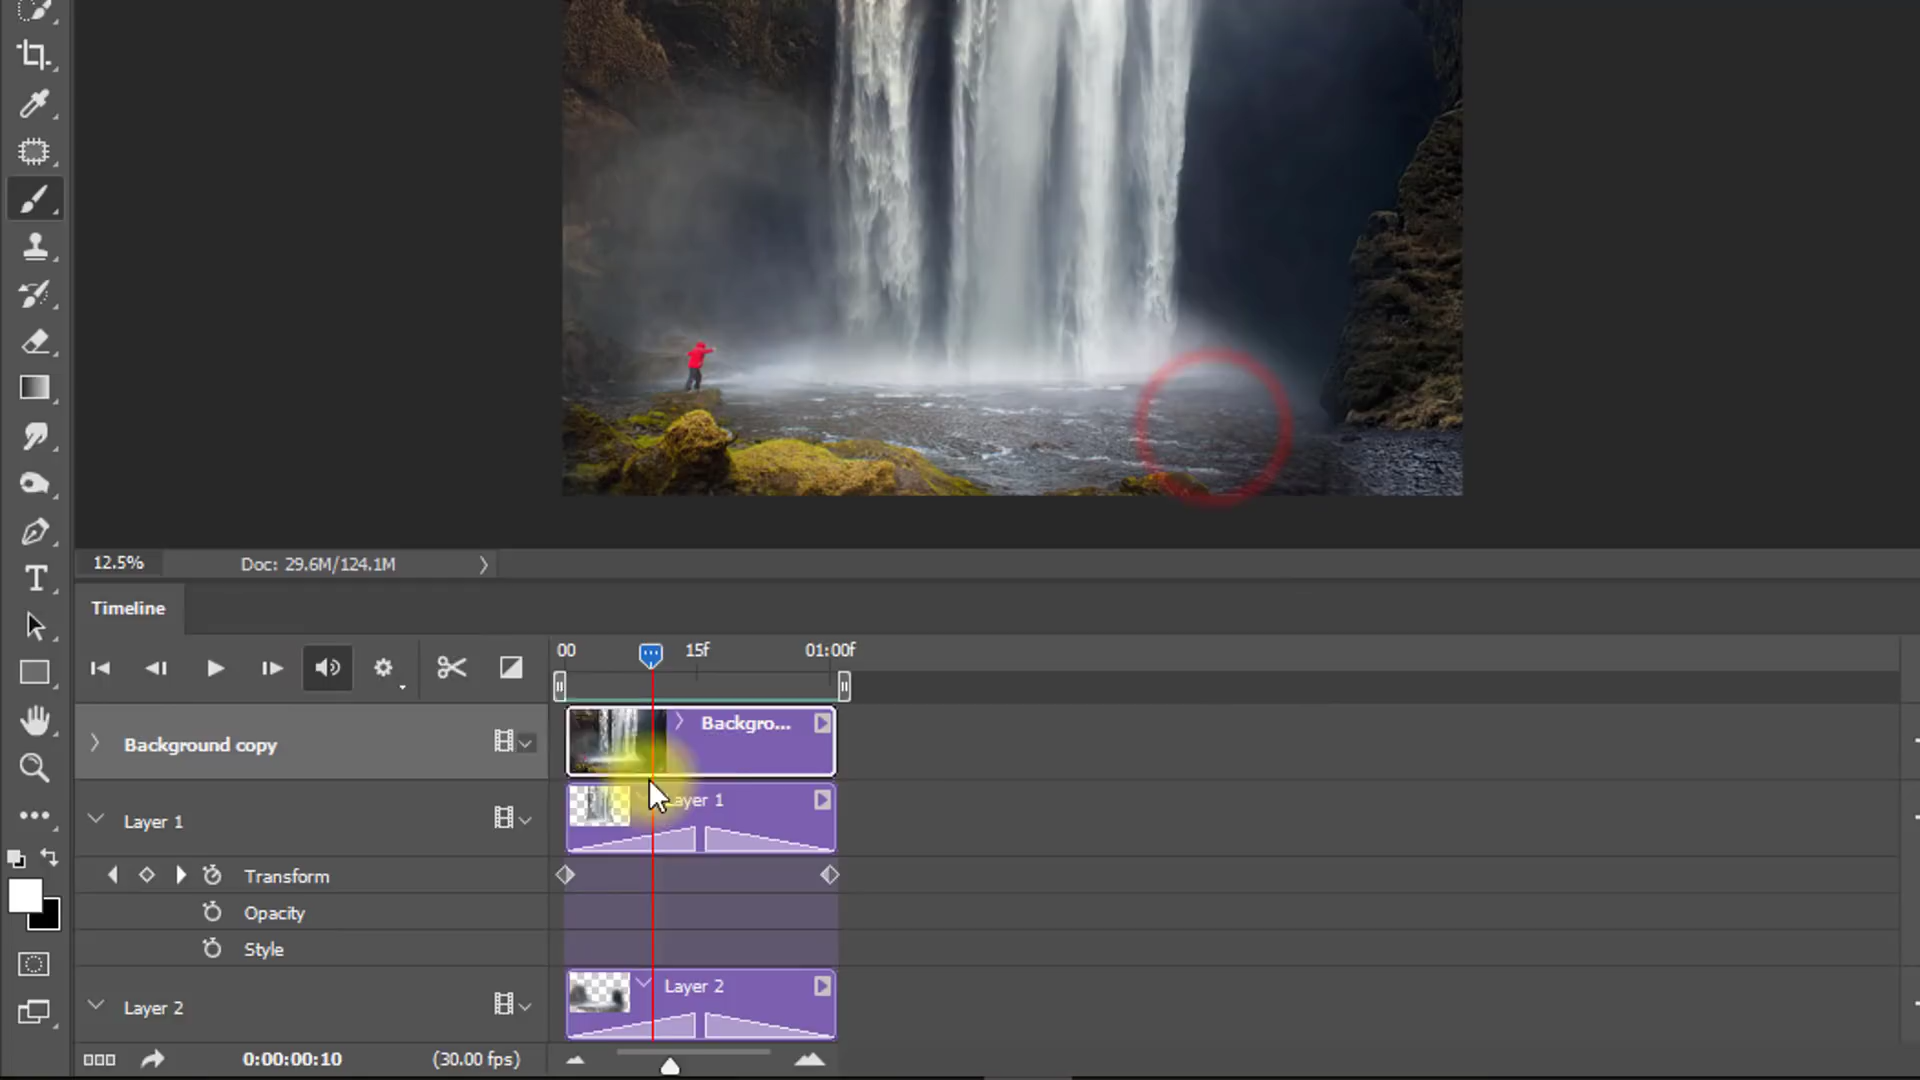 12.5%
Doc: 29.6M/124.1M
Timeline
00
15f
01:00f
Background copy
Backgro...
Layer 1
ayer 1
Transform
Opacity
Style
Layer 2
Layer 2
0:00:00:10
(30.00 fps)